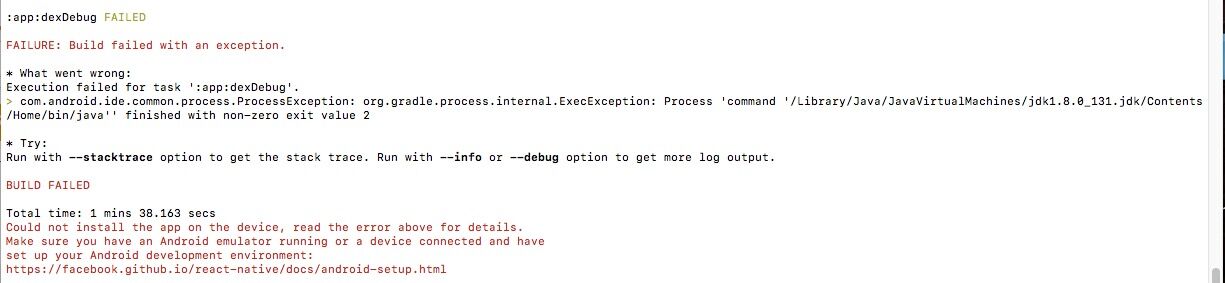 :app:dexDebug FAILED
FAILURE: Build failed with an exception.
* What went wrong:
Execution failed for task ':app:dexDebug'.
> com.android.ide.common.process.ProcessException: org.gradle.process.internal.ExecException: Process 'command '/Library/Java/JavaVirtualMachines/jdk1.8.0_131.jdk/Contents
/Home/bin/java'' finished with non-zero exit value 2
* Try:
Run with --stacktrace option to get the stack trace. Run with --info or --debug option to get more log output.
BUILD FAILED
Total time: 1 mins 38.163 secs
Could not install the app on the device, read the error above for details.
Make sure you have an Android emulator running or a device connected and have
set up your Android development environment:
https://facebook.github.io/react-native/docs/android-setup.html